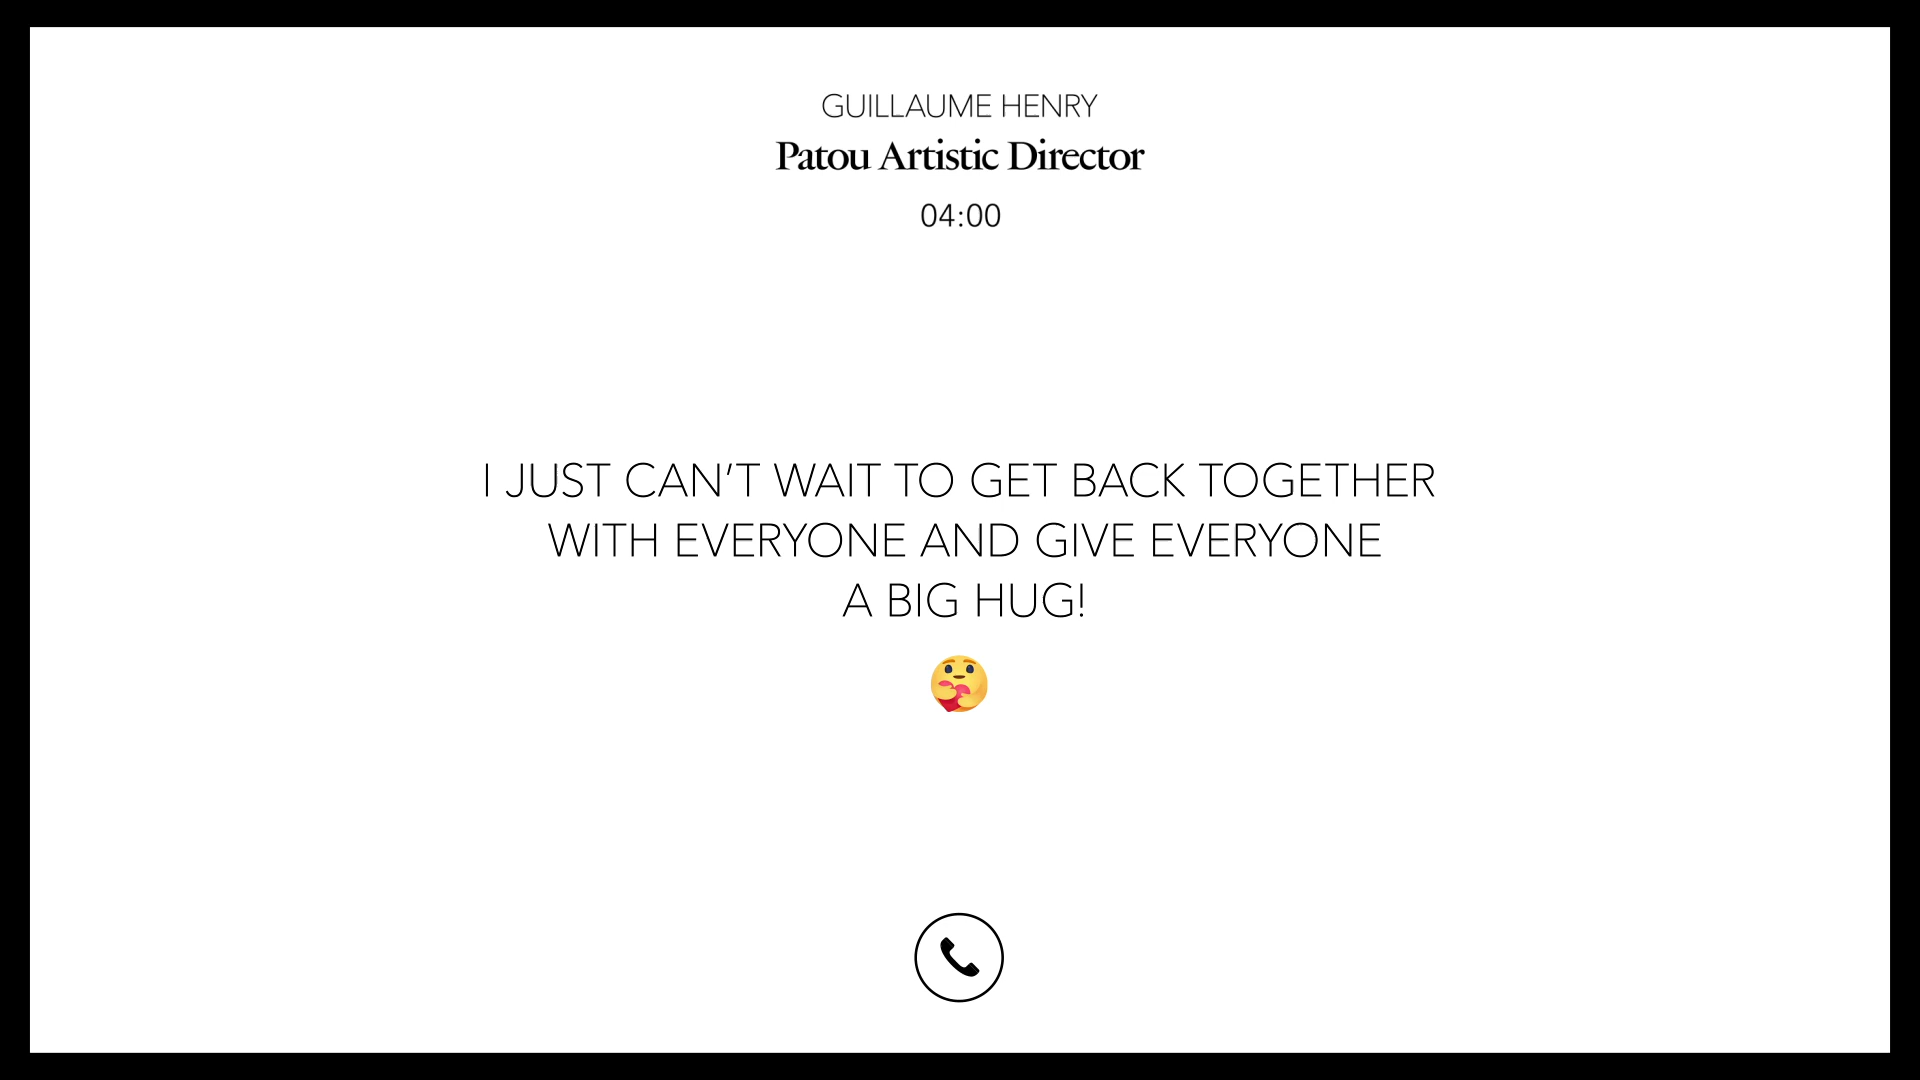 GUILLAUME HENRY
Patou Artistic Director
04:00
I JUST CAN'T WAIT TO GET BACK TOGETHER
WITH EVERYONE AND GIVE EVERYONE
A BIG HUG!